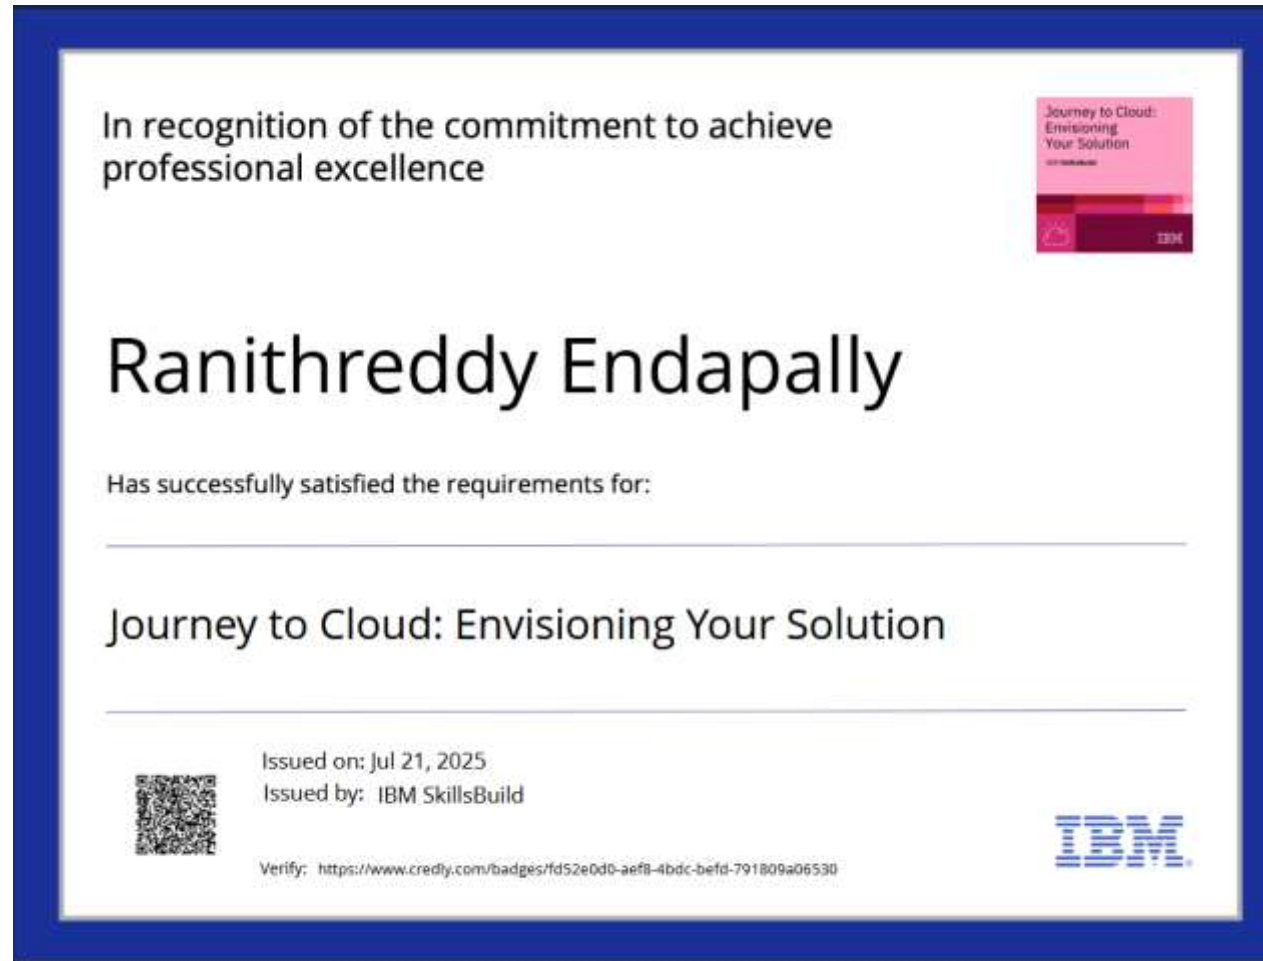 In recognition of the commitment to achieve
professional excellence
Journey to Cloud:
Envisioning
Your Solution
IBM SkillsBuild
IBM
Ranithreddy Endapally
Has successfully satisfied the requirements for:
Journey to Cloud: Envisioning Your Solution
Issued on: Jul 21, 2025
Issued by: IBM SkillsBuild
Verify: https://www.credly.com/badges/fd52e0d0-aef8-4bdc-befd-791809a06530
IBM